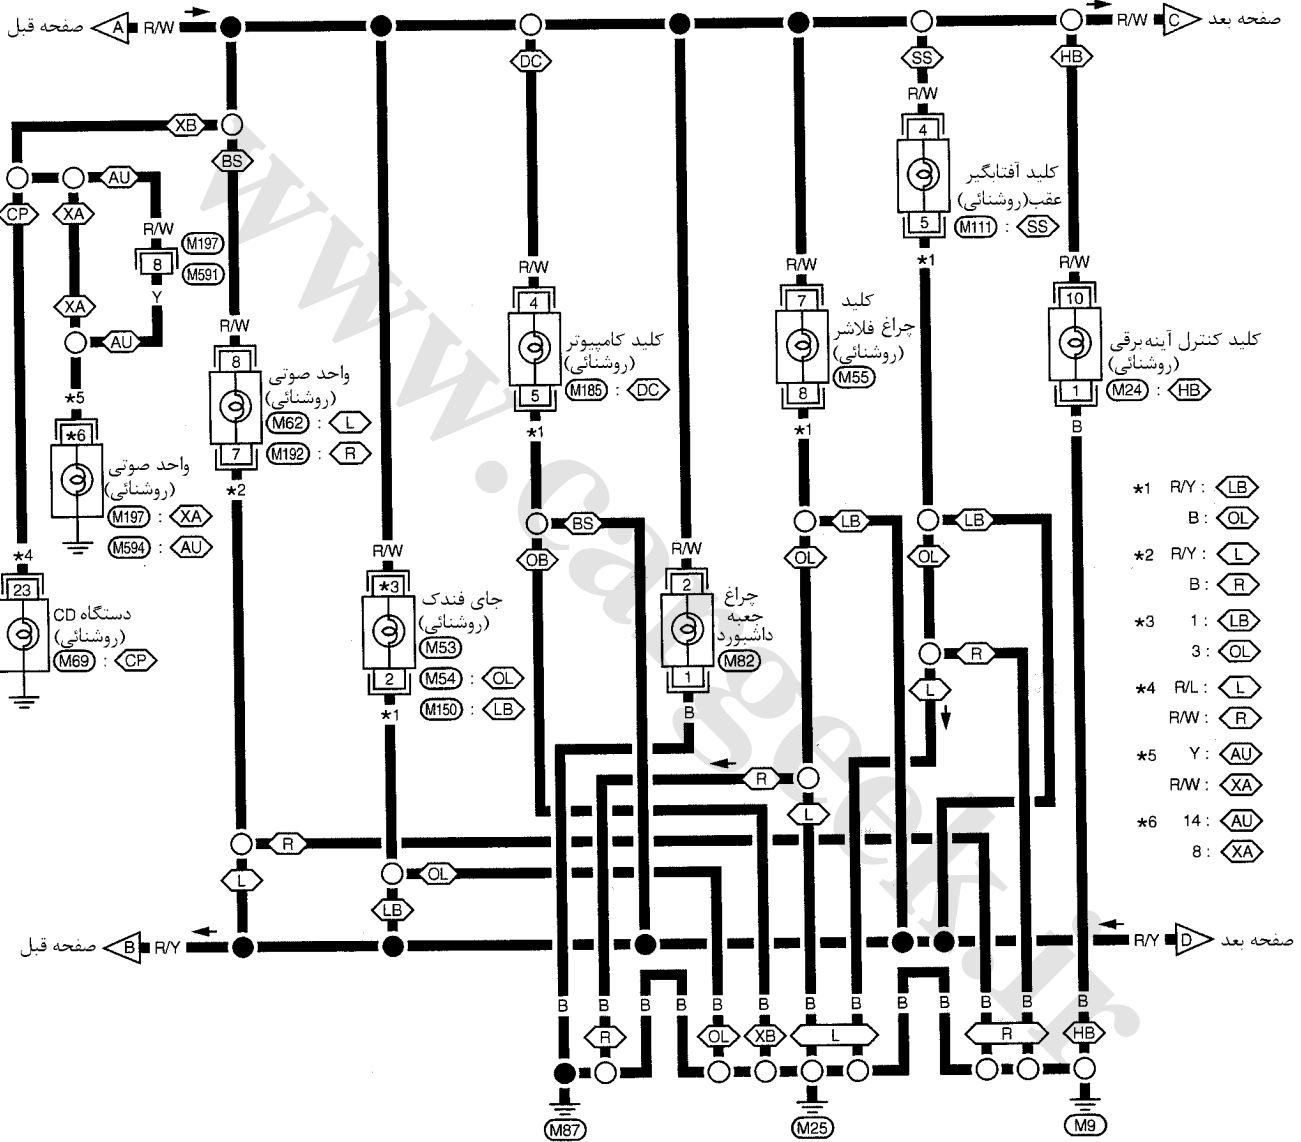 صفحه قبل A R/W
R/W C صفحه بعد
DC
SS
HB
R/W
XB
BS
4
کلید آفتابگیر
عقب(روشنائی)
5
M111 : SS
*1
AU
CP
XA
R/W
M197
8
M591
Y
XA
AU
R/W
R/W
R/W
R/W
4
کلید کامپیوتر
(روشنائی)
5
M185 : DC
*1
7
کلید
چراغ فلاشر
(روشنائی)
M55
8
*1
10
کلید کنترل آینه‌برقی
(روشنائی)
1
M24 : HB
B
8
واحد صوتی
(روشنائی)
M62 : L
7
M192 : R
*2
*5
*6
واحد صوتی
(روشنائی)
M197 : XA
M594 : AU
*4
23
دستگاه CD
(روشنائی)
M69 : CP
BS
OB
LB
OL
LB
OL
R/W
*3
جای فندک
(روشنائی)
M53
2
M54 : OL
M150 : LB
*1
R/W
2
چراغ
جعبه
داشبورد
M82
1
B
R
L
R
L
*1 R/Y : LB
B : OL
*2 R/Y : L
B : R
*3 1 : LB
3 : OL
*4 R/L : L
R/W : R
*5 Y : AU
R/W : XA
*6 14 : AU
8 : XA
R
L
OL
LB
صفحه قبل B R/Y
R/Y D صفحه بعد
B B B B B B B B B B B B
R OL XB L R HB
M87
M25
M9
www.cargeek.ir